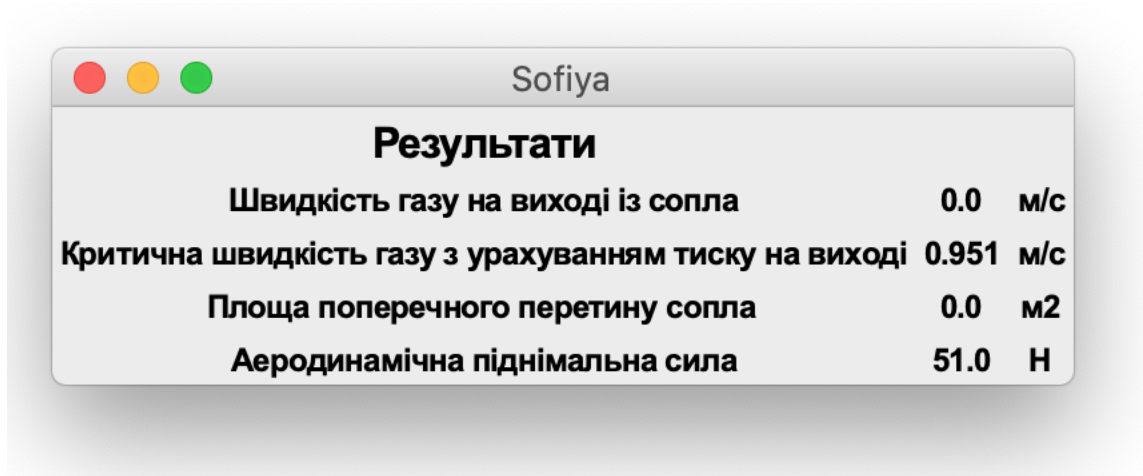 Sofiya
Результати
Швидкість газу на виході із сопла 0.0 м/с
Критична швидкість газу з урахуванням тиску на виході 0.951 м/с
Площа поперечного перетину сопла 0.0 м2
Аеродинамічна піднімальна сила 51.0 Н